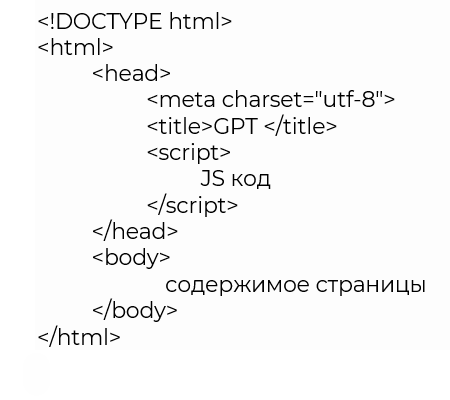 <!DOCTYPE html>
<html>
<head>
<meta charset="utf-8">
<title>GPT </title>
<script>
JS код
</script>
</head>
<body>
содержимое страницы
</body>
</html>